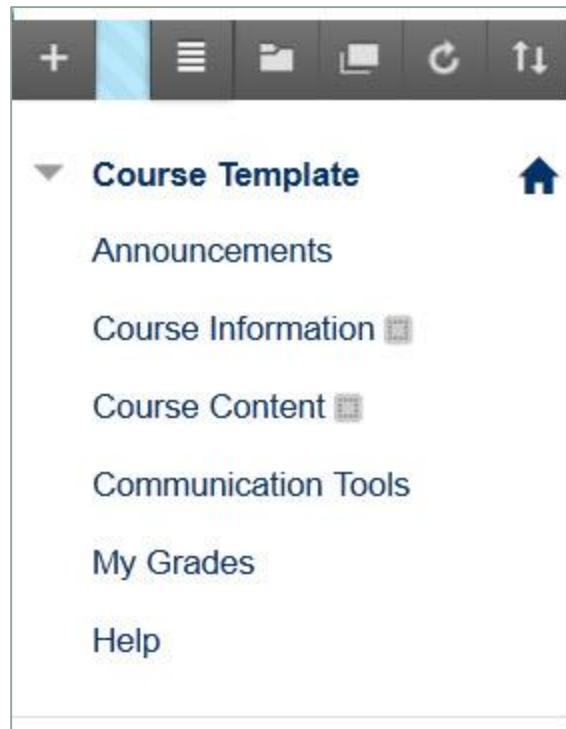 Course Template
Announcements
Course Information
Course Content
Communication Tools
My Grades
Help